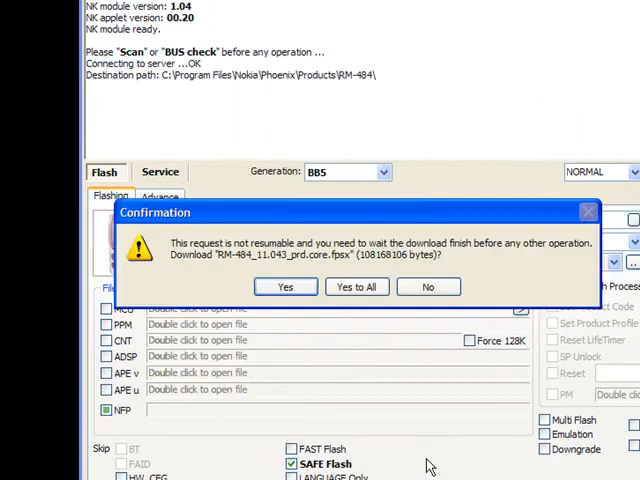 NK module version: 1.04
NK applet version: 00.20
NK module ready.
Please "Scan" or "BUS check" before any operation ...
Connecting to server ...OK
Destination path: C:\Program Files\Nokia\Phoenix\Products\RM-484\
Flash Service Generation: BB5 NORMAL
Flashing Advance
Confirmation
This request is not resumable and you need to wait the download finish before any other operation.
Download "RM-484_11.043_prd.core.fpsx" (108168106 bytes)?
Yes Yes to All No
MCU Double click to open file
PPM Double click to open file
CNT Double click to open file Force 128K
ADSP Double click to open file
APE v Double click to open file
APE u Double click to open file
NFP
Set Product Profile
Reset LifeTimer
SP Unlock
Reset
PM Double
Multi Flash
Emulation
Downgrade
Skip BT FAST Flash
FAID SAFE Flash
HW_CFG LANGUAGE Only